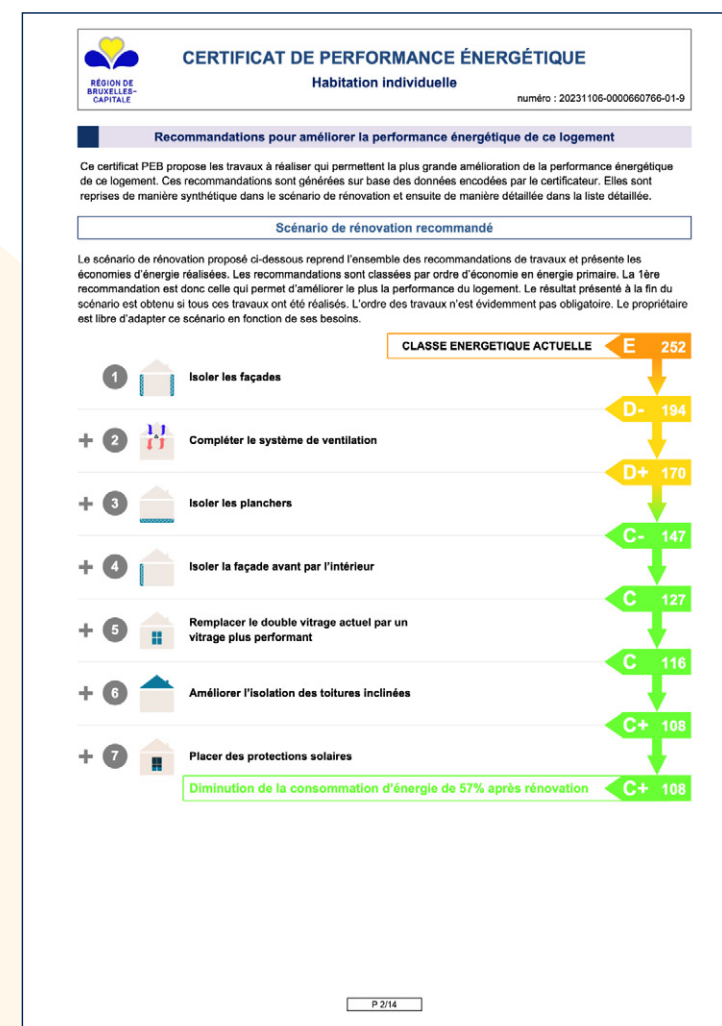 RÉGION DE
BRUXELLES-
CAPITALE
CERTIFICAT DE PERFORMANCE ÉNERGÉTIQUE
Habitation individuelle
numéro : 20231106-0000660766-01-9
Recommandations pour améliorer la performance énergétique de ce logement
Ce certificat PEB propose les travaux à réaliser qui permettent la plus grande amélioration de la performance énergétique
de ce logement. Ces recommandations sont générées sur base des données encodées par le certificateur. Elles sont
reprises de manière synthétique dans le scénario de rénovation et ensuite de manière détaillée dans la liste détaillée.
Scénario de rénovation recommandé
Le scénario de rénovation proposé ci-dessous reprend l'ensemble des recommandations de travaux et présente les
économies d'énergie réalisées. Les recommandations sont classées par ordre d'économie en énergie primaire. La 1ère
recommandation est donc celle qui permet d'améliorer le plus la performance du logement. Le résultat présenté à la fin du
scénario est obtenu si tous ces travaux ont été réalisés. L'ordre des travaux n'est évidemment pas obligatoire. Le propriétaire
est libre d'adapter ce scénario en fonction de ses besoins.
CLASSE ENERGETIQUE ACTUELLE E 252
1 Isoler les façades
D- 194
+ 2 Compléter le système de ventilation
D+ 170
+ 3 Isoler les planchers
C- 147
+ 4 Isoler la façade avant par l'intérieur
C 127
+ 5 Remplacer le double vitrage actuel par un
vitrage plus performant
C 116
+ 6 Améliorer l'isolation des toitures inclinées
C+ 108
+ 7 Placer des protections solaires
Diminution de la consommation d'énergie de 57% après rénovation C+ 108
P 2/14